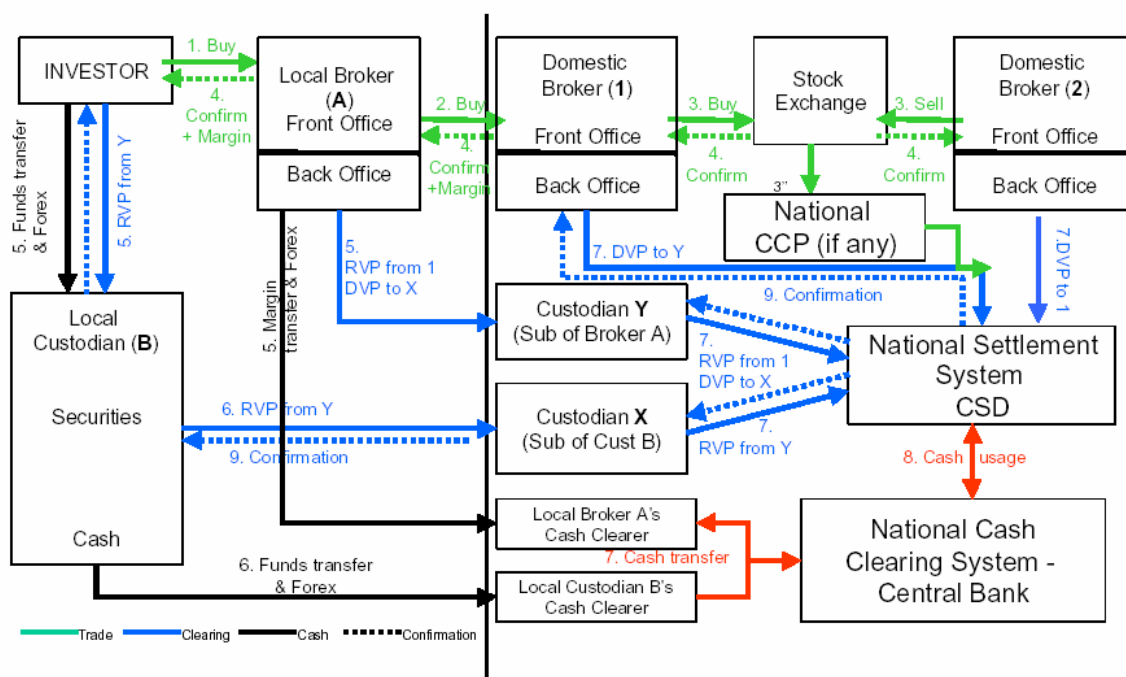 INVESTOR
1. Buy
4.
Confirm
+ Margin
Local Broker
(A)
Front Office
Back Office
2. Buy
4.
Confirm
+Margin
Domestic
Broker (1)
Front Office
Back Office
3. Buy
4.
Confirm
Stock
Exchange
3. Sell
4.
Confirm
Domestic
Broker (2)
Front Office
Back Office
3"
National
CCP (if any)
5. Funds transfer
& Forex
5. RVP from Y
5. Margin
transfer & Forex
5.
RVP from 1
DVP to X
7. DVP to Y
9. Confirmation
7.DVP to 1
Local
Custodian (B)
Securities
Cash
Custodian Y
(Sub of Broker A)
7.
RVP from 1
DVP to X
National Settlement
System
CSD
6. RVP from Y
9. Confirmation
Custodian X
(Sub of Cust B)
7.
RVP from Y
8. Cash usage
Local Broker A's
Cash Clearer
7. Cash transfer
Local Custodian B's
Cash Clearer
National Cash
Clearing System -
Central Bank
6. Funds transfer
& Forex
Trade
Clearing
Cash
Confirmation